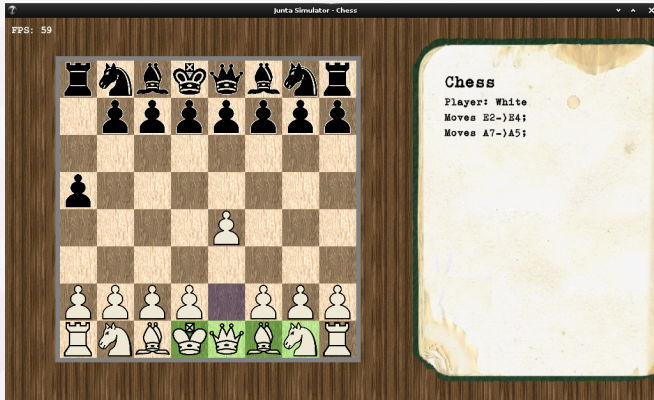 Junta Simulator - Chess
FPS: 59
Chess
Player: White
Moves E2->E4;
Moves A7->A5;